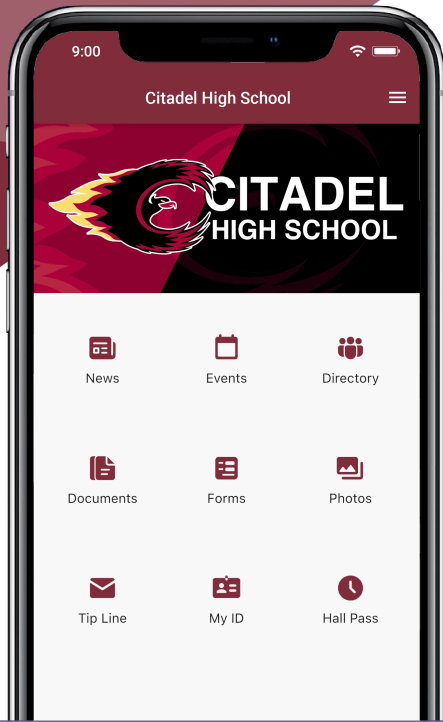 9:00
Citadel High School
CITADEL
HIGH SCHOOL
News Events Directory
Documents Forms Photos
Tip Line My ID Hall Pass